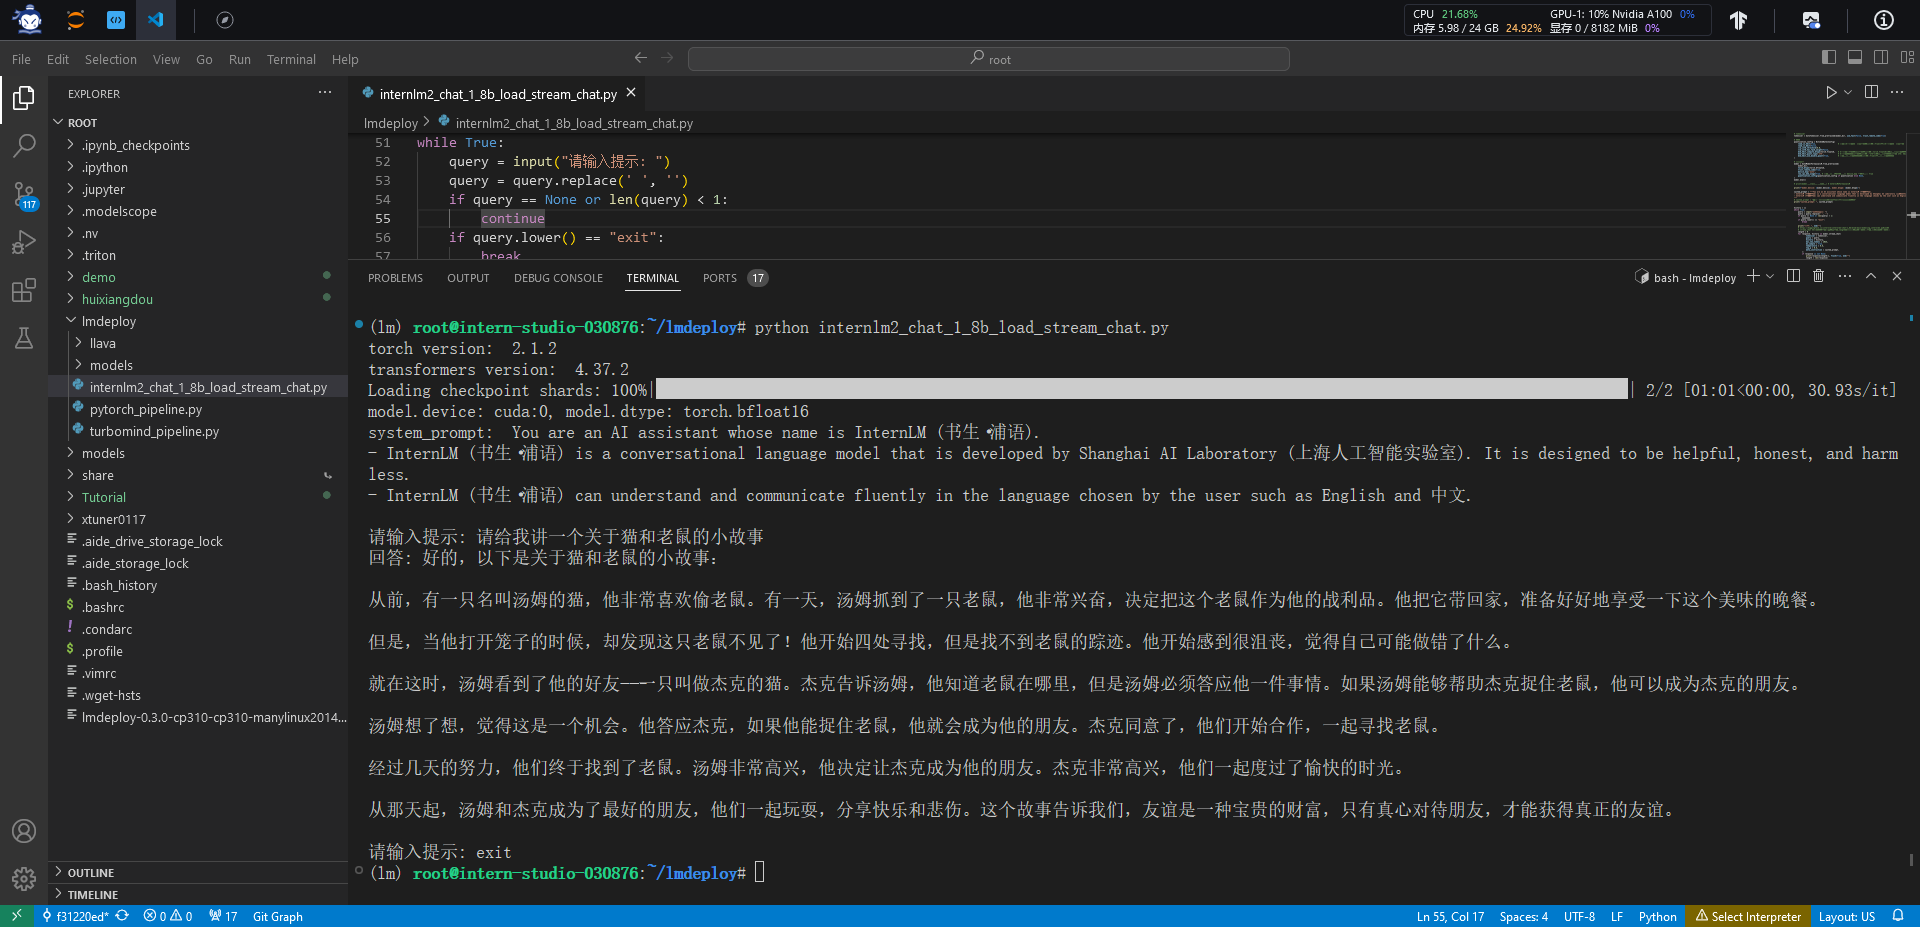 CPU 21.68% GPU-1: 10% Nvidia A100 0%
内存 5.98 / 24 GB 24.92% 显存 0 / 8182 MiB 0%
File Edit Selection View Go Run Terminal Help
root
EXPLORER
ROOT
.ipynb_checkpoints
.ipython
.jupyter
.modelscope
.nv
.triton
demo
huixiangdou
lmdeploy
llava
models
internlm2_chat_1_8b_load_stream_chat.py
pytorch_pipeline.py
turbomind_pipeline.py
models
share
Tutorial
xtuner0117
.aide_drive_storage_lock
.aide_storage_lock
.bash_history
.bashrc
.condarc
.profile
.vimrc
.wget-hsts
lmdeploy-0.3.0-cp310-cp310-manylinux2014...
OUTLINE
TIMELINE
117
internlm2_chat_1_8b_load_stream_chat.py
lmdeploy > internlm2_chat_1_8b_load_stream_chat.py
51 while True:
52 query = input("请输入提示: ")
53 query = query.replace(' ', '')
54 if query == None or len(query) < 1:
55 continue
56 if query.lower() == "exit":
57 break
PROBLEMS OUTPUT DEBUG CONSOLE TERMINAL PORTS 17
bash - lmdeploy
(lm) root@intern-studio-030876:~/lmdeploy# python internlm2_chat_1_8b_load_stream_chat.py
torch version:  2.1.2
transformers version:  4.37.2
Loading checkpoint shards: 100%| | 2/2 [01:01<00:00, 30.93s/it]
model.device: cuda:0, model.dtype: torch.bfloat16
system_prompt:  You are an AI assistant whose name is InternLM (书生·浦语).
- InternLM (书生·浦语) is a conversational language model that is developed by Shanghai AI Laboratory (上海人工智能实验室). It is designed to be helpful, honest, and harm
less.
- InternLM (书生·浦语) can understand and communicate fluently in the language chosen by the user such as English and 中文.
请输入提示: 请给我讲一个关于猫和老鼠的小故事
回答: 好的，以下是关于猫和老鼠的小故事：
从前，有一只名叫汤姆的猫，他非常喜欢偷老鼠。有一天，汤姆抓到了一只老鼠，他非常兴奋，决定把这个老鼠作为他的战利品。他把它带回家，准备好好地享受一下这个美味的晚餐。
但是，当他打开笼子的时候，却发现这只老鼠不见了！他开始四处寻找，但是找不到老鼠的踪迹。他开始感到很沮丧，觉得自己可能做错了什么。
就在这时，汤姆看到了他的好友——一只叫做杰克的猫。杰克告诉汤姆，他知道老鼠在哪里，但是汤姆必须答应他一件事情。如果汤姆能够帮助杰克捉住老鼠，他可以成为杰克的朋友。
汤姆想了想，觉得这是一个机会。他答应杰克，如果他能捉住老鼠，他就会成为他的朋友。杰克同意了，他们开始合作，一起寻找老鼠。
经过几天的努力，他们终于找到了老鼠。汤姆非常高兴，他决定让杰克成为他的朋友。杰克非常高兴，他们一起度过了愉快的时光。
从那天起，汤姆和杰克成为了最好的朋友，他们一起玩耍，分享快乐和悲伤。这个故事告诉我们，友谊是一种宝贵的财富，只有真心对待朋友，才能获得真正的友谊。
请输入提示: exit
(lm) root@intern-studio-030876:~/lmdeploy#
f31220ed* 0 0 17 Git Graph Ln 55, Col 17 Spaces: 4 UTF-8 LF Python Select Interpreter Layout: US